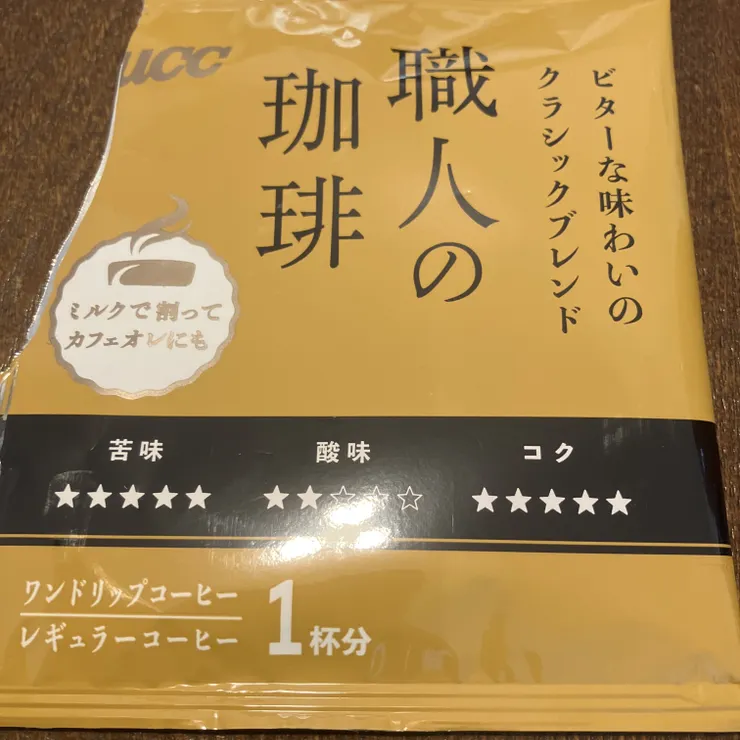 ucc
職人の
珈琲
ビターな味わいの
クラシックブレンド
ミルクで割って
カフェオレにも
苦味
★★★★★
酸味
★★☆☆☆
コク
★★★★★
ワンドリップコーヒー
レギュラーコーヒー
1杯分